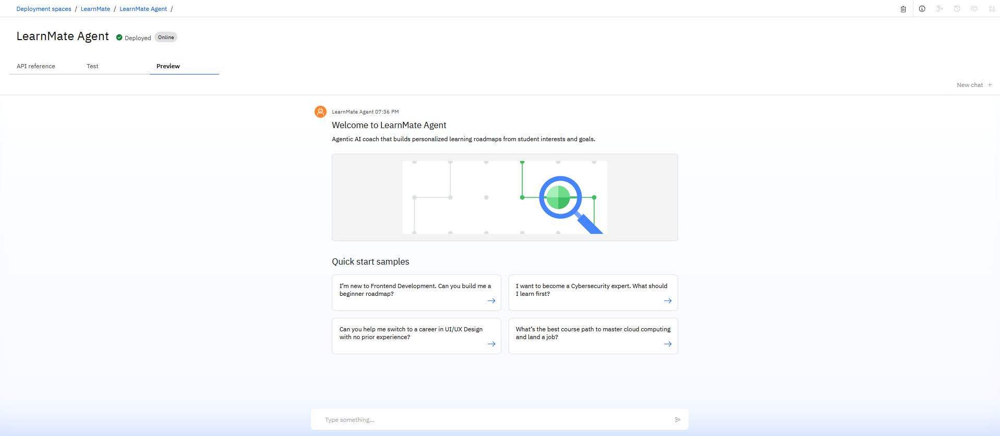 Deployment spaces / LearnMate / LearnMate Agent /
LearnMate Agent Deployed Online
API reference Test Preview
New chat +
LearnMate Agent 07:36 PM
Welcome to LearnMate Agent
Agentic AI coach that builds personalized learning roadmaps from student interests and goals.
Quick start samples
I'm new to Frontend Development. Can you build me a
beginner roadmap?
I want to become a Cybersecurity expert. What should
I learn first?
Can you help me switch to a career in UI/UX Design
with no prior experience?
What's the best course path to master cloud computing
and land a job?
Type something...